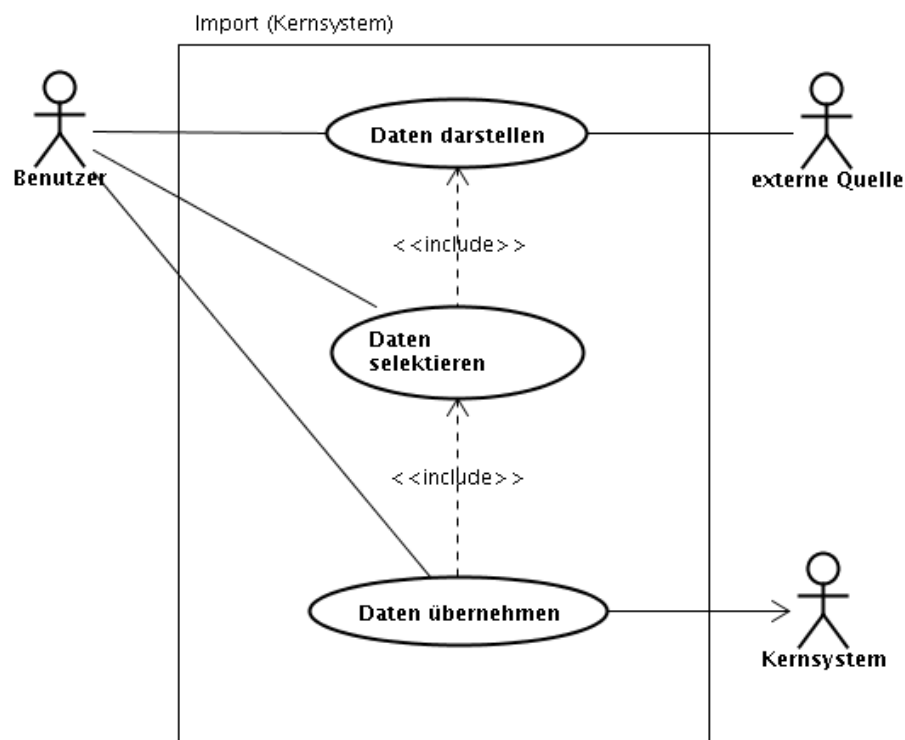 Import (Kernsystem)
Daten darstellen
Benutzer
externe Quelle
<<include>>
Daten
selektieren
<<include>>
Daten übernehmen
Kernsystem